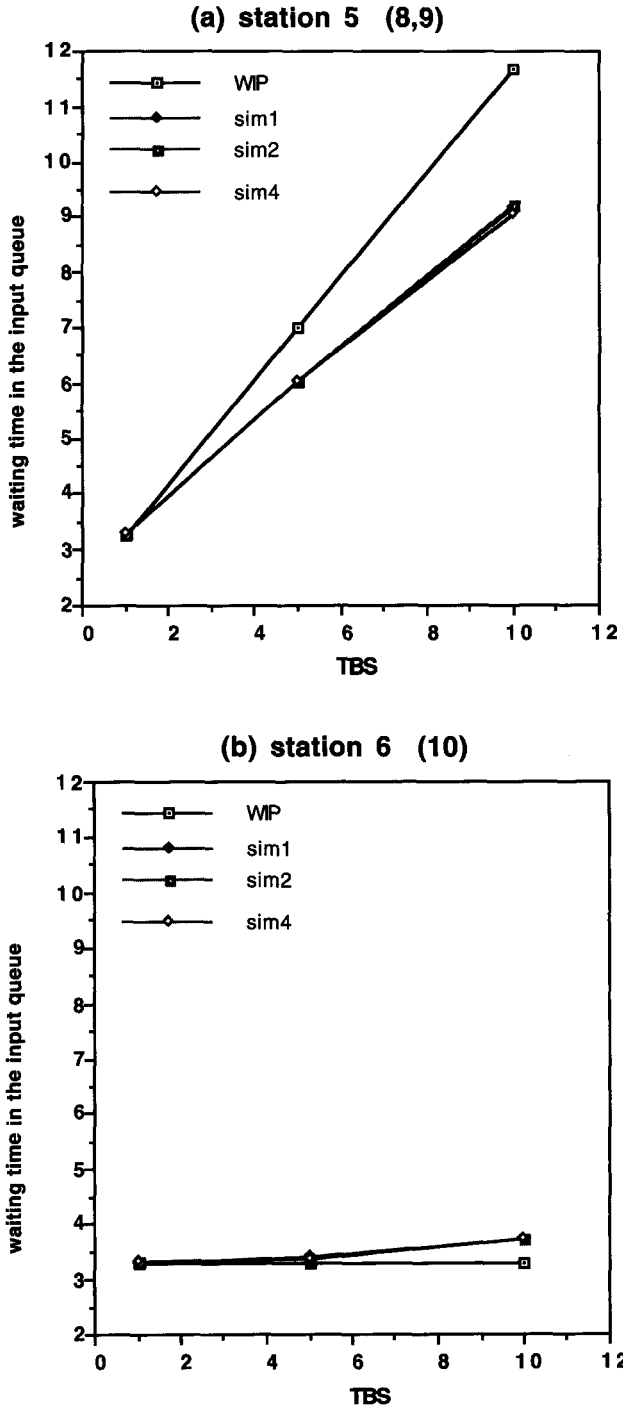 (a) station 5 (8,9)
12
11
10
9
8
7
6
5
4
3
2
WIP
sim1
sim2
sim4
waiting time in the input queue
0 2 4 6 8 10 12
TBS
(b) station 6 (10)
12
11
10
9
8
7
6
5
4
3
2
WIP
sim1
sim2
sim4
waiting time in the input queue
0 2 4 6 8 10 12
TBS